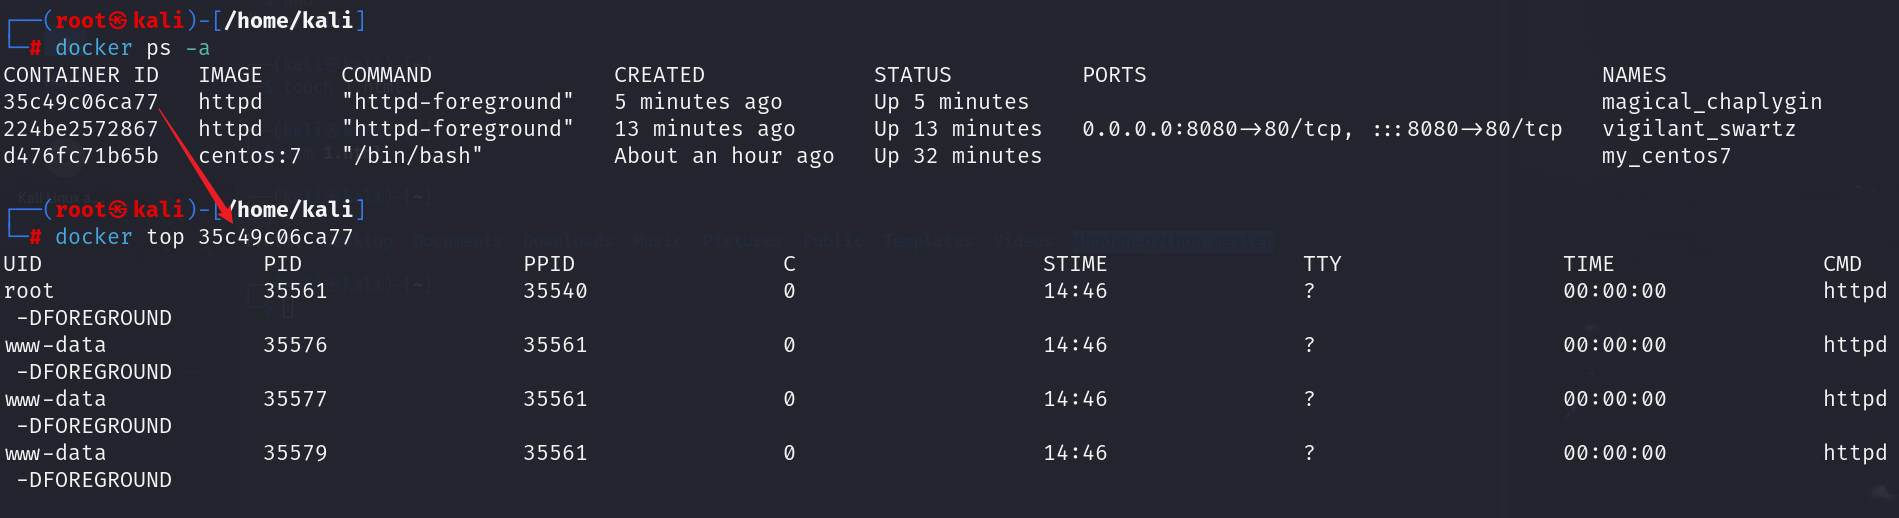 ┌──(root㉿kali)-[/home/kali]
└─# docker ps -a
CONTAINER ID   IMAGE      COMMAND              CREATED             STATUS          PORTS                                   NAMES
35c49c06ca77   httpd      "httpd-foreground"   5 minutes ago       Up 5 minutes                                            magical_chaplygin
224be2572867   httpd      "httpd-foreground"   13 minutes ago      Up 13 minutes   0.0.0.0:8080->80/tcp, :::8080->80/tcp   vigilant_swartz
d476fc71b65b   centos:7   "/bin/bash"          About an hour ago   Up 32 minutes                                           my_centos7
┌──(root㉿kali)-[/home/kali]
└─# docker top 35c49c06ca77
UID                 PID                 PPID                C                   STIME               TTY                 TIME                CMD
root                35561               35540               0                   14:46               ?                   00:00:00            httpd
 -DFOREGROUND
www-data            35576               35561               0                   14:46               ?                   00:00:00            httpd
 -DFOREGROUND
www-data            35577               35561               0                   14:46               ?                   00:00:00            httpd
 -DFOREGROUND
www-data            35579               35561               0                   14:46               ?                   00:00:00            httpd
 -DFOREGROUND